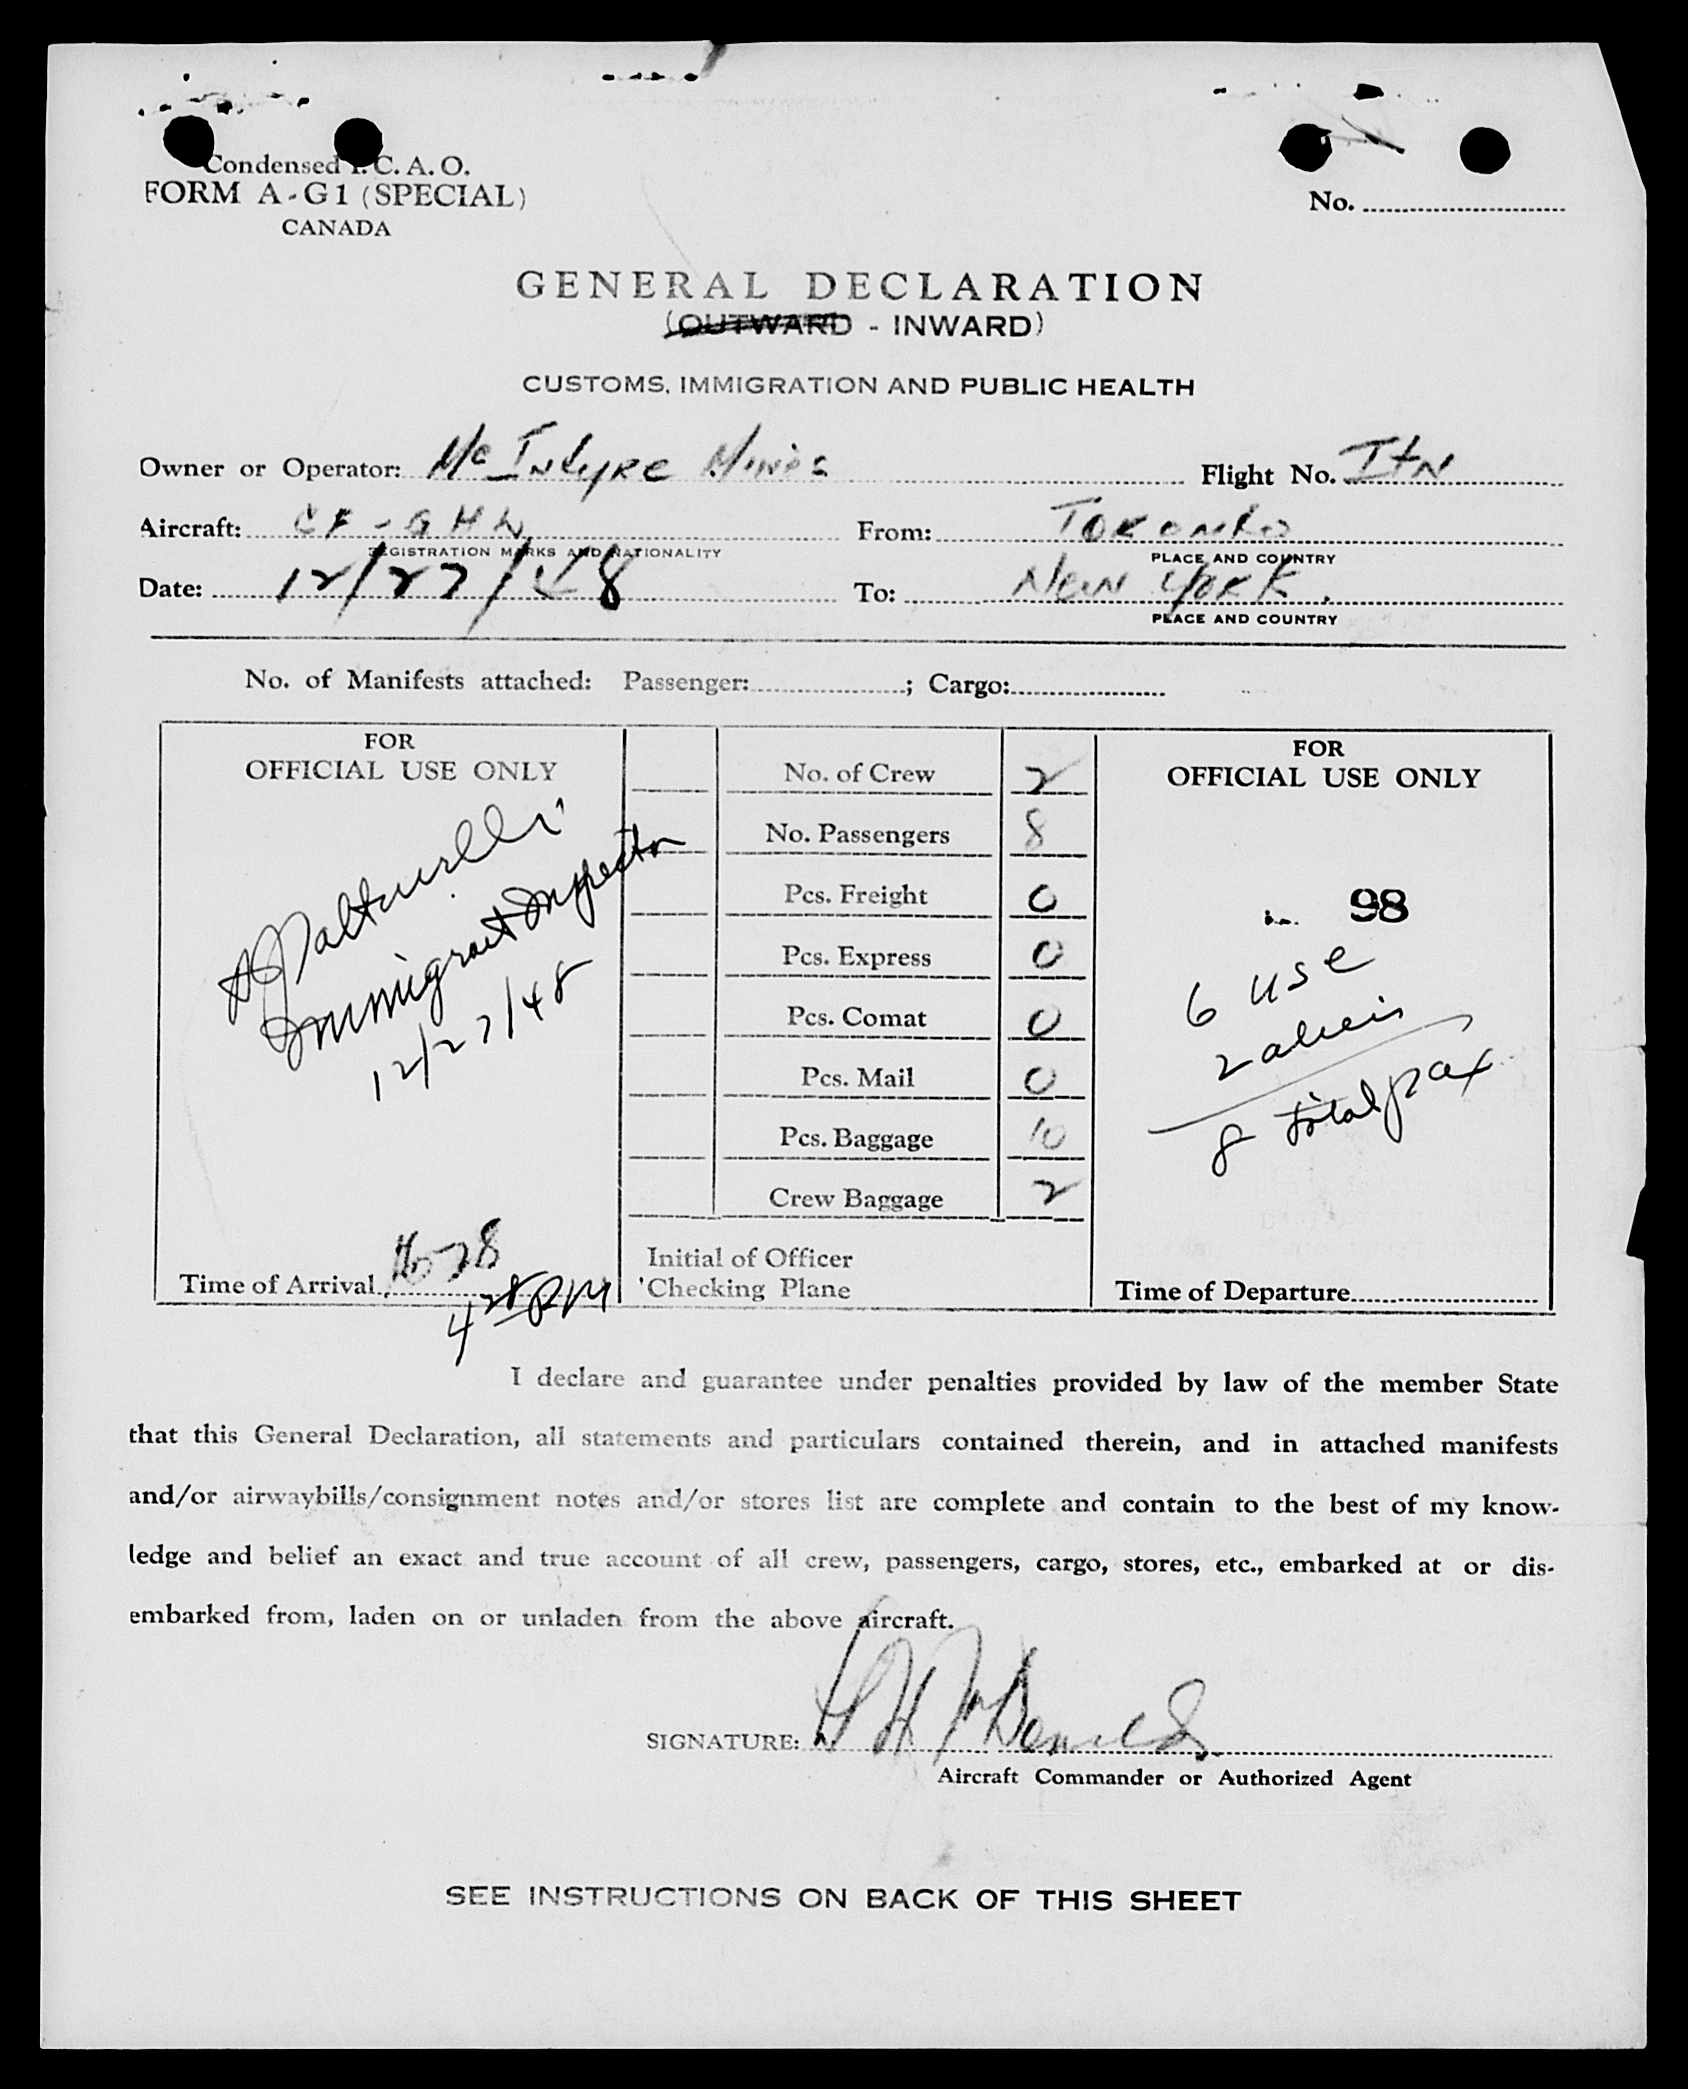 Condensed I. C. A. O.
FORM A-G1 (SPECIAL)
CANADA
No.
GENERAL DECLARATION
(OUTWARD - INWARD)
CUSTOMS, IMMIGRATION AND PUBLIC HEALTH
Owner or Operator: McIntyre Mines Flight No. Itn
Aircraft: CF-GHW From: Toronto
REGISTRATION MARKS AND NATIONALITY PLACE AND COUNTRY
Date: 12/27/48 To: New York.
PLACE AND COUNTRY
No. of Manifests attached: Passenger: ; Cargo:
FOR
OFFICIAL USE ONLY
Immigrant Inspector
12/27/48
Time of Arrival 1628
4 28 PM
No. of Crew 2
No. Passengers 8
Pcs. Freight 0
Pcs. Express 0
Pcs. Comat 0
Pcs. Mail 0
Pcs. Baggage 10
Crew Baggage 2
Initial of Officer
Checking Plane
FOR
OFFICIAL USE ONLY
98
6 USC
2 aliens
8 total pax
Time of Departure
I declare and guarantee under penalties provided by law of the member State
that this General Declaration, all statements and particulars contained therein, and in attached manifests
and/or airwaybills/consignment notes and/or stores list are complete and contain to the best of my know-
ledge and belief an exact and true account of all crew, passengers, cargo, stores, etc., embarked at or dis-
embarked from, laden on or unladen from the above aircraft.
SIGNATURE: McDonald
Aircraft Commander or Authorized Agent
SEE INSTRUCTIONS ON BACK OF THIS SHEET